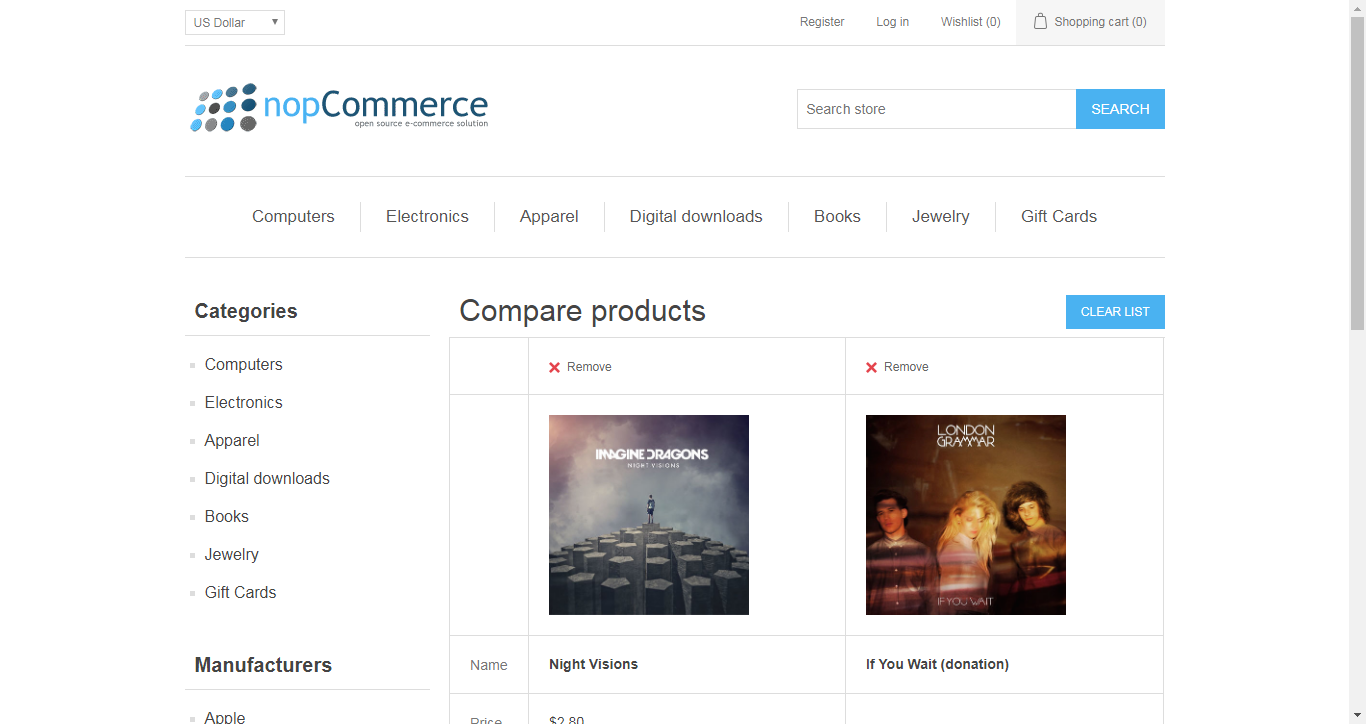 US Dollar
Register
Log in
Wishlist (0)
Shopping cart (0)
nopCommerce
open source e-commerce solution
Search store
SEARCH
Computers
Electronics
Apparel
Digital downloads
Books
Jewelry
Gift Cards
Categories
Computers
Electronics
Apparel
Digital downloads
Books
Jewelry
Gift Cards
Manufacturers
Apple
Compare products
CLEAR LIST
Remove
Remove
IMAGINE DRAGONS
NIGHT VISIONS
LONDON
GRAMMAR
IF YOU WAIT
Name
Night Visions
If You Wait (donation)
Price
$2.80